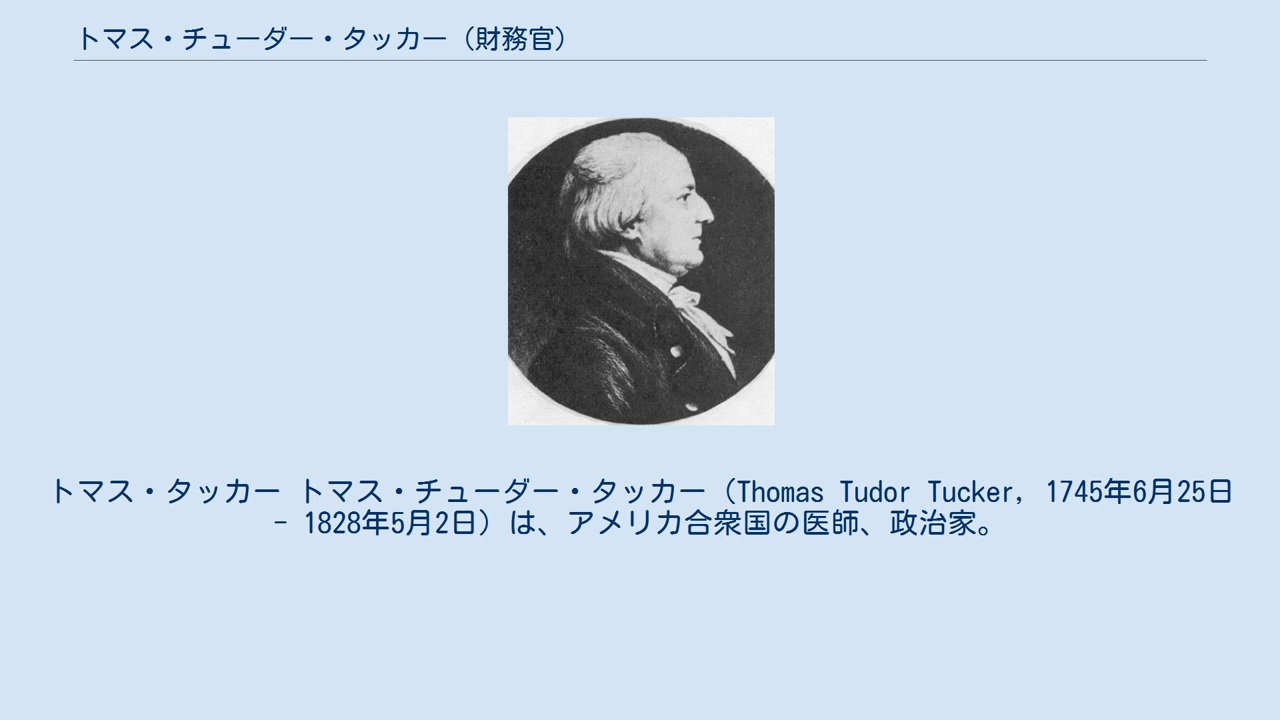 トマス・チューダー・タッカー（財務官）
トマス・タッカー トマス・チューダー・タッカー（Thomas Tudor Tucker, 1745年6月25日
- 1828年5月2日）は、アメリカ合衆国の医師、政治家。